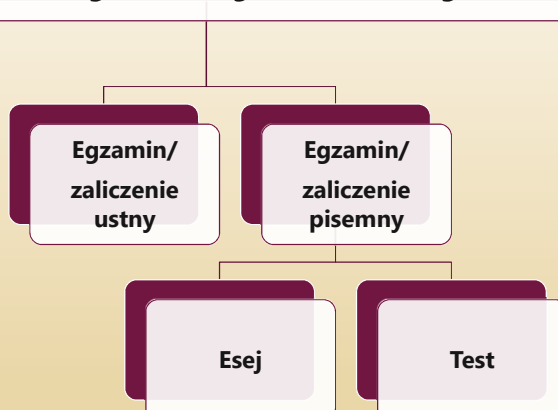 Egzamin/
zaliczenie
ustny
Egzamin/
zaliczenie
pisemny
Esej
Test